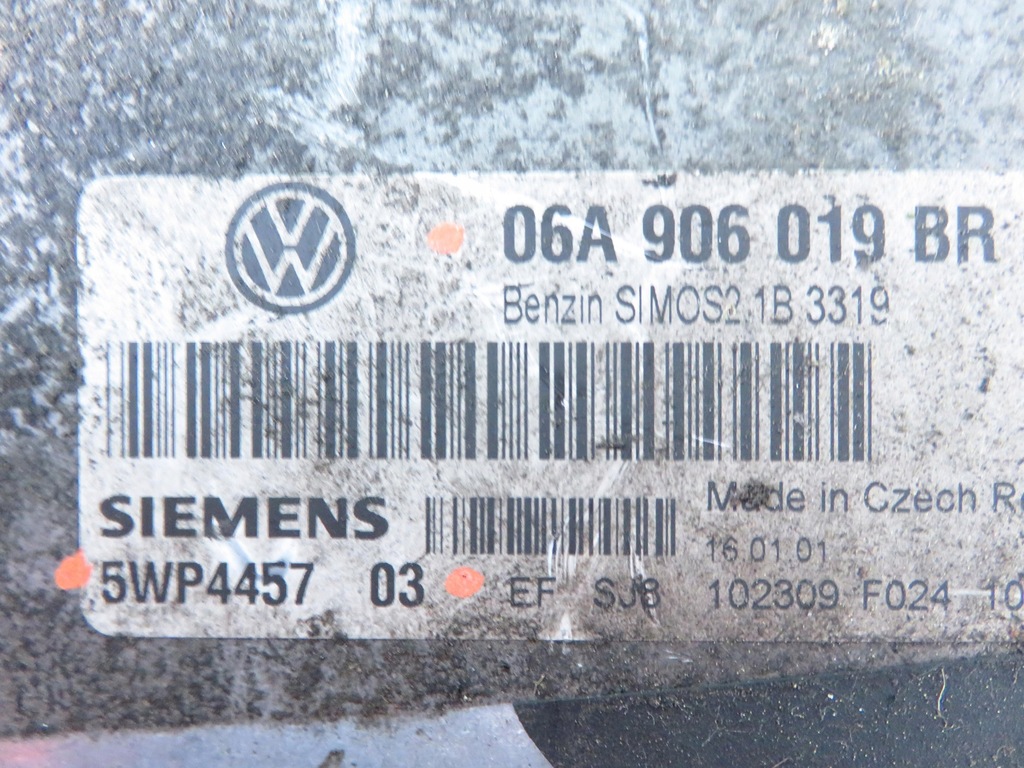 06A 906 019 BR
Benzin SIMOS2.1B 3319
SIEMENS
Made in Czech
16.01.01
5WP4457 03
EF SJ8 102309 F024